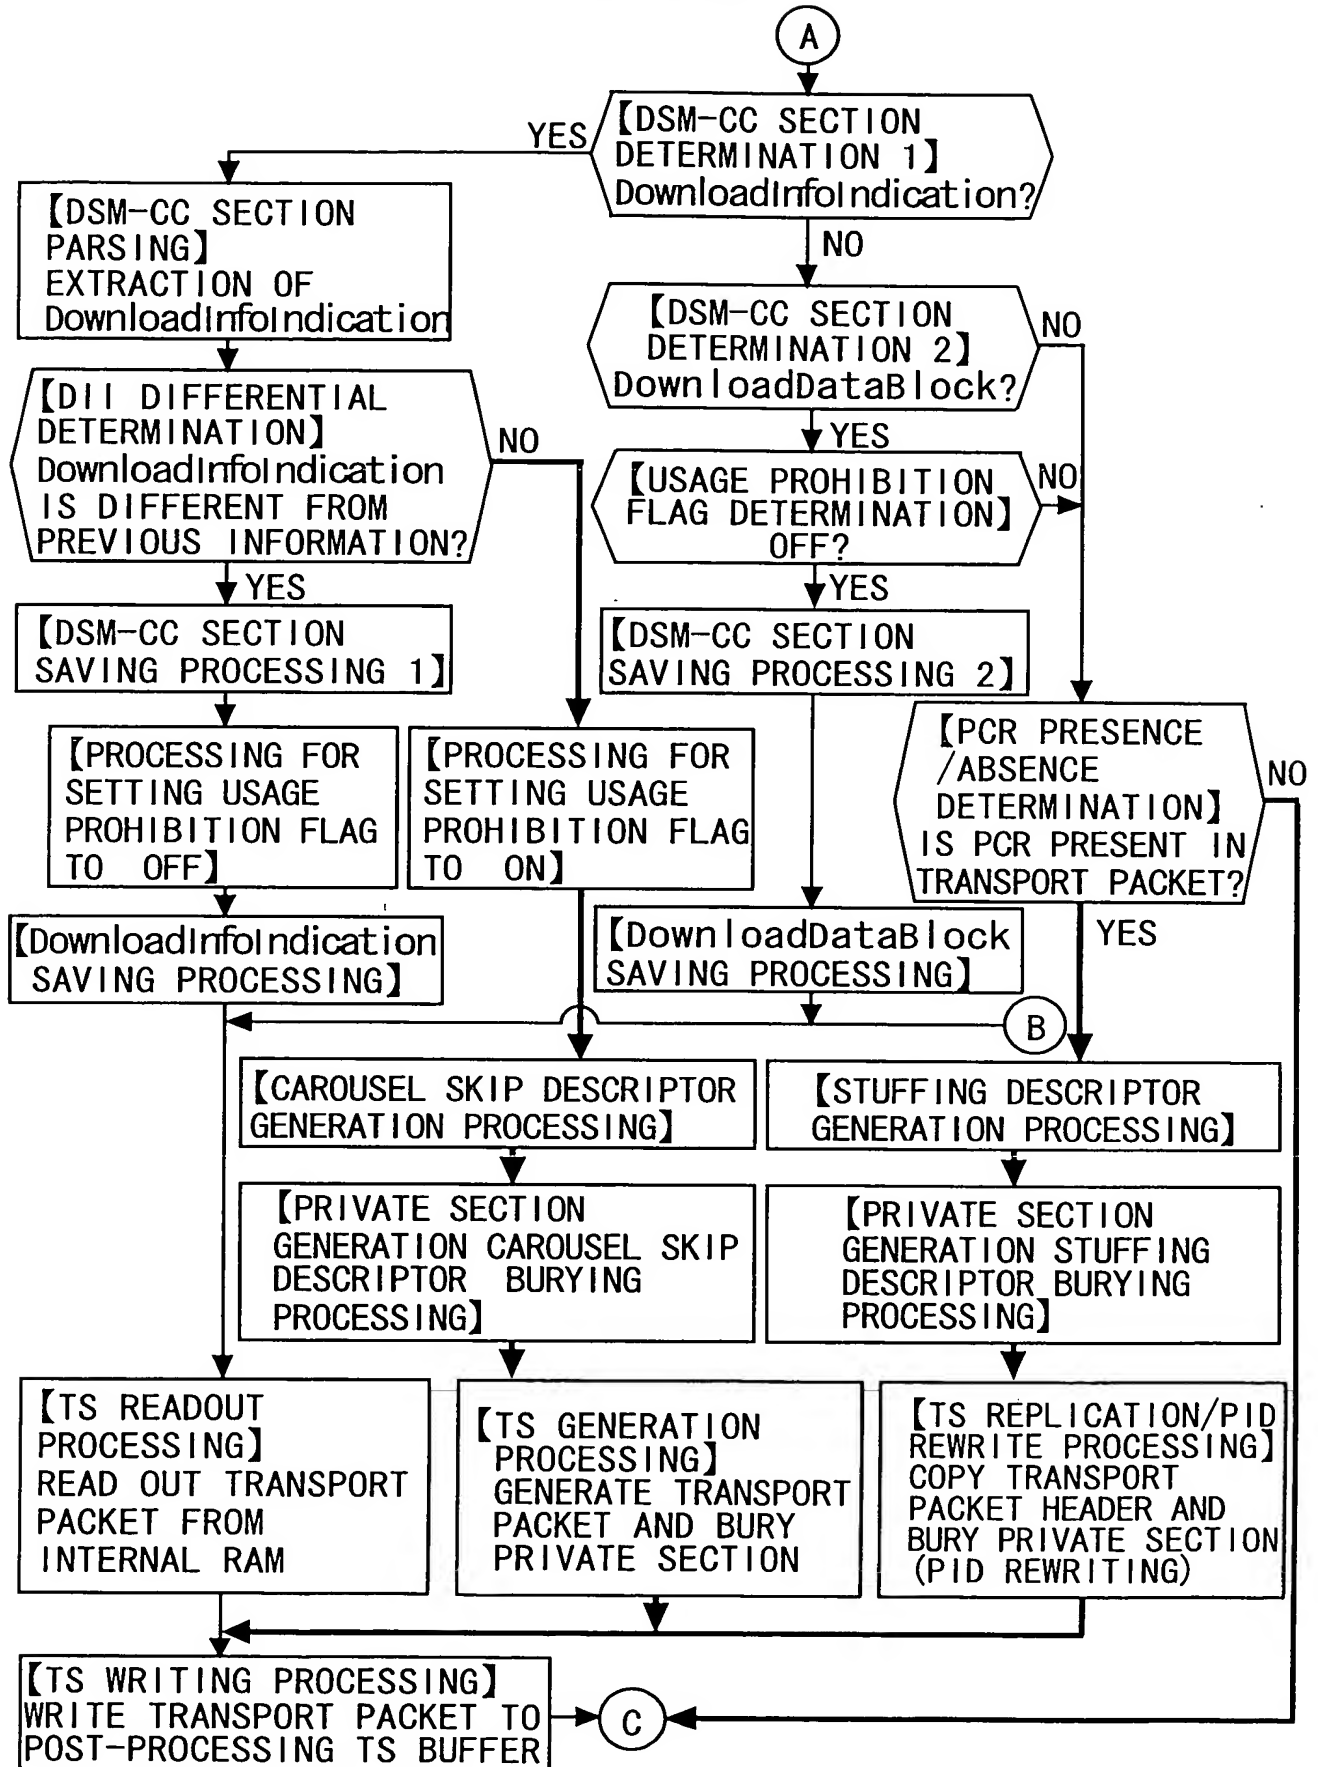 A
【DSM-CC SECTION
DETERMINATION 1】
DownloadInfoIndication?
YES
NO
【DSM-CC SECTION
PARSING】
EXTRACTION OF
DownloadInfoIndication
【DSM-CC SECTION
DETERMINATION 2】
DownloadDataBlock?
NO
YES
【DII DIFFERENTIAL
DETERMINATION】
DownloadInfoIndication
IS DIFFERENT FROM
PREVIOUS INFORMATION?
NO
YES
【USAGE PROHIBITION
FLAG DETERMINATION】
OFF?
NO
YES
【DSM-CC SECTION
SAVING PROCESSING 1】
【DSM-CC SECTION
SAVING PROCESSING 2】
【PROCESSING FOR
SETTING USAGE
PROHIBITION FLAG
TO OFF】
【PROCESSING FOR
SETTING USAGE
PROHIBITION FLAG
TO ON】
【PCR PRESENCE
/ABSENCE
DETERMINATION】
IS PCR PRESENT IN
TRANSPORT PACKET?
NO
YES
【DownloadInfoIndication
SAVING PROCESSING】
【DownloadDataBlock
SAVING PROCESSING】
B
【CAROUSEL SKIP DESCRIPTOR
GENERATION PROCESSING】
【STUFFING DESCRIPTOR
GENERATION PROCESSING】
【PRIVATE SECTION
GENERATION CAROUSEL SKIP
DESCRIPTOR BURYING
PROCESSING】
【PRIVATE SECTION
GENERATION STUFFING
DESCRIPTOR BURYING
PROCESSING】
【TS READOUT
PROCESSING】
READ OUT TRANSPORT
PACKET FROM
INTERNAL RAM
【TS GENERATION
PROCESSING】
GENERATE TRANSPORT
PACKET AND BURY
PRIVATE SECTION
【TS REPLICATION/PID
REWRITE PROCESSING】
COPY TRANSPORT
PACKET HEADER AND
BURY PRIVATE SECTION
(PID REWRITING)
【TS WRITING PROCESSING】
WRITE TRANSPORT PACKET TO
POST-PROCESSING TS BUFFER
C